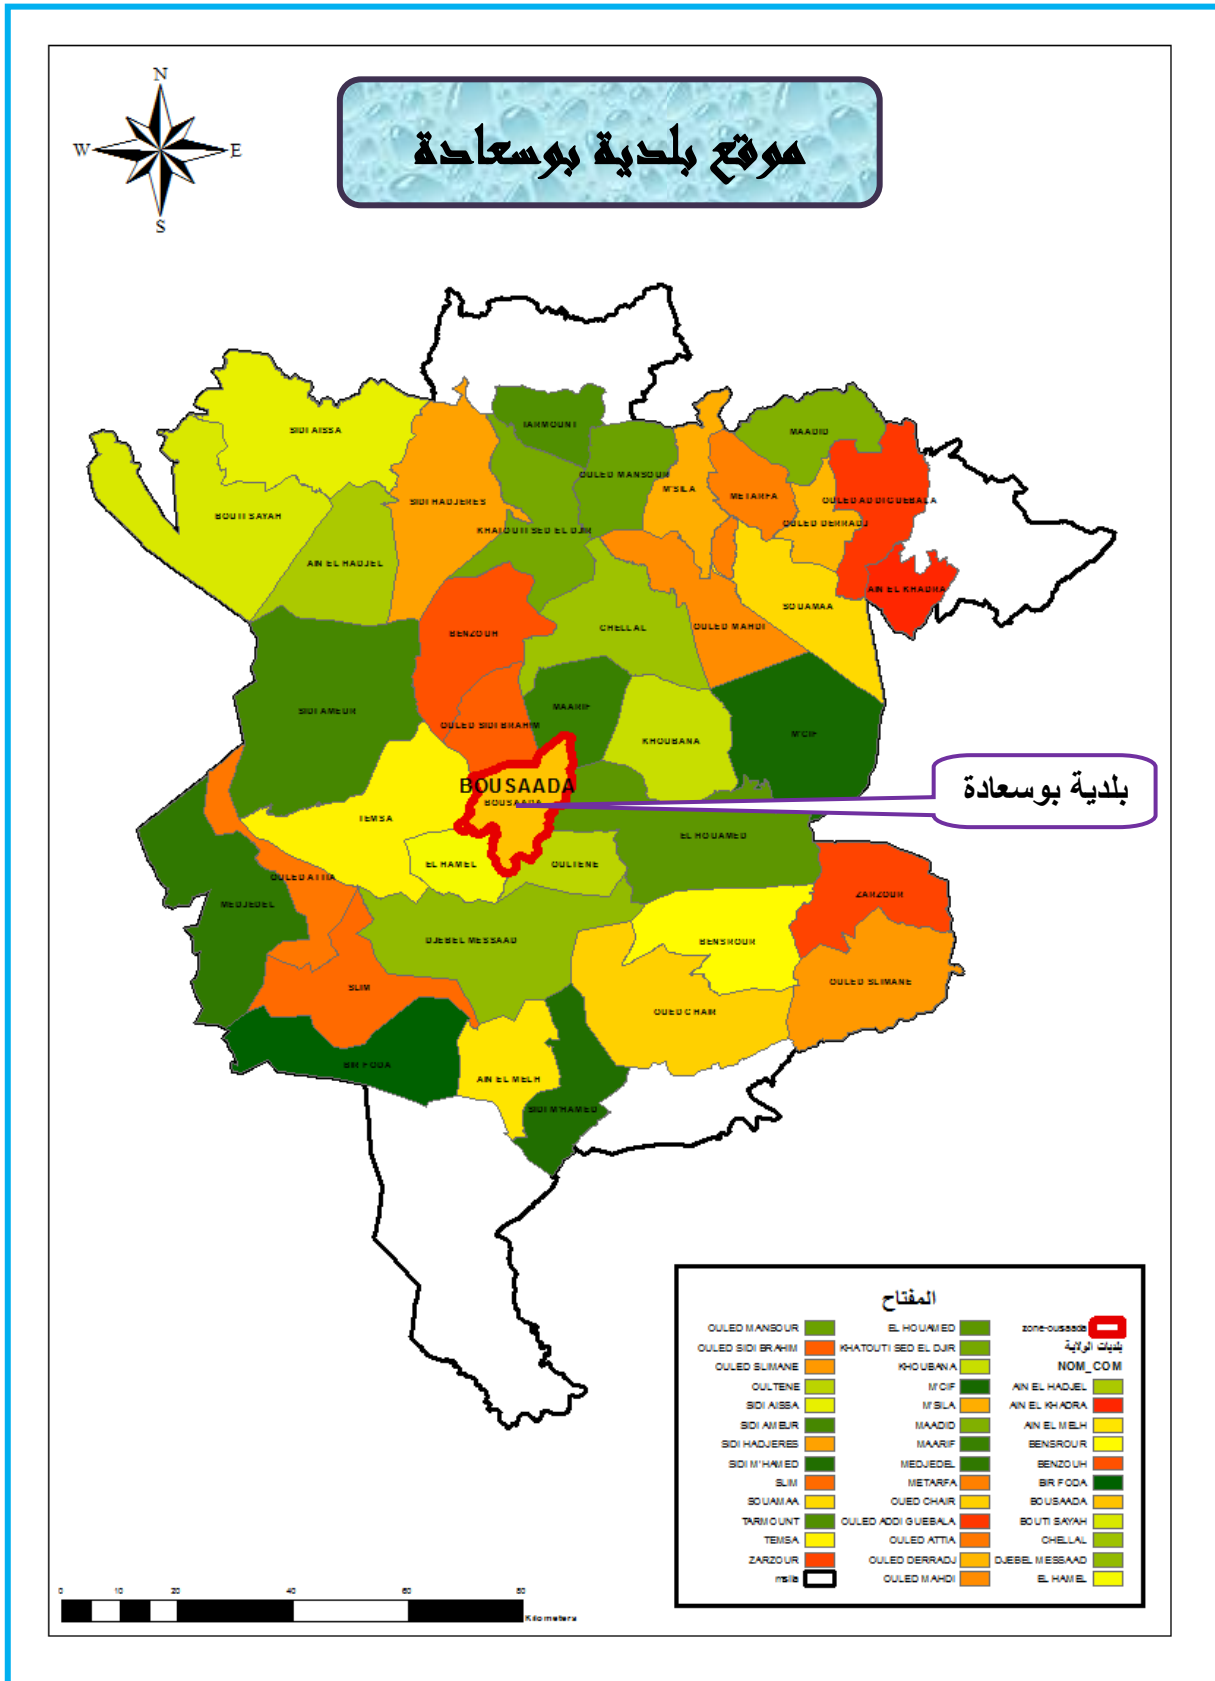 N
W E
S
موقع بلدية بوسعادة
SIDI AISSA
TARMOUNT
MAADID
BOUTI SAYAH
SIDI HADJERES
OULED MANSOUR
M'SILA
METARFA
OULED ADDI GUEBALA
OULED DERRADJ
KHATOUTI SED EL DJIR
AIN EL HADJEL
AIN EL KHADRA
SOUAMAA
BENZOUH
CHELLAL
OULED MAHDI
SIDI AMEUR
OULED SIDI BRAHIM
MAARIF
KHOUBANA
M'CIF
BOUSAADA
BOUSAADA
بلدية بوسعادة
TEMSA
EL HOUAMED
EL HAMEL
OULTENE
OULED ATTIA
MEDJEDEL
ZARZOUR
DJEBEL MESSAAD
BENSROUR
SLIM
OULED SLIMANE
OUED CHAIR
BIR FODA
AIN EL MELH
SIDI M'HAMED
المفتاح
zone-ousaada
بلديات الولاية
NOM_COM
AIN EL HADJEL
AIN EL KHADRA
AIN EL MELH
BENSROUR
BENZOUH
BIR FODA
BOUSAADA
BOUTI SAYAH
CHELLAL
DJEBEL MESSAAD
EL HAMEL
EL HOUAMED
KHATOUTI SED EL DJIR
KHOUBANA
M'CIF
M'SILA
MAADID
MAARIF
MEDJEDEL
METARFA
OUED CHAIR
OULED ADDI GUEBALA
OULED ATTIA
OULED DERRADJ
OULED MAHDI
OULED MANSOUR
OULED SIDI BRAHIM
OULED SLIMANE
OULTENE
SIDI AISSA
SIDI AMEUR
SIDI HADJERES
SIDI M'HAMED
SLIM
SOUAMAA
TARMOUNT
TEMSA
ZARZOUR
msila
0 10 20 40 60 80
Kilometers